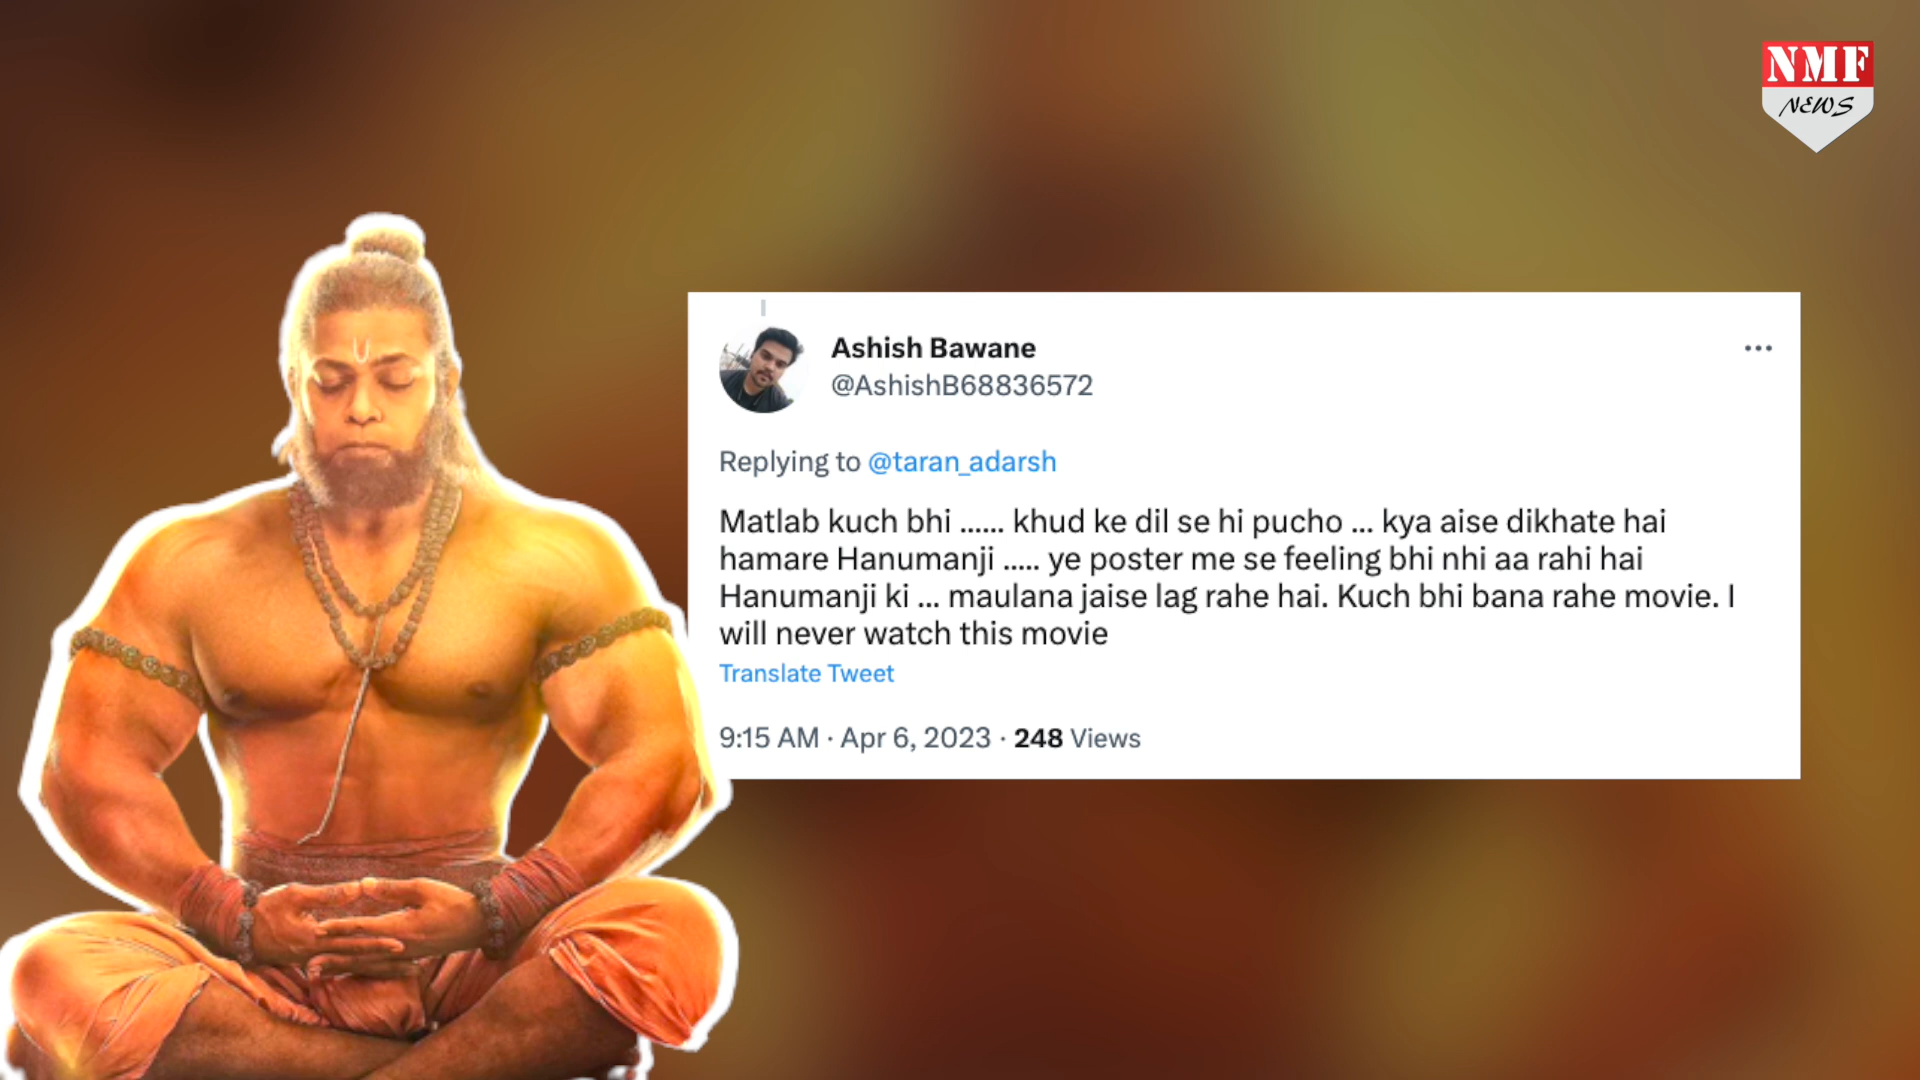 NMF
NEWS
Ashish Bawane
@AshishB68836572
Replying to @taran_adarsh
Matlab kuch bhi ...... khud ke dil se hi pucho ... kya aise dikhate hai
hamare Hanumanji ..... ye poster me se feeling bhi nhi aa rahi hai
Hanumanji ki ... maulana jaise lag rahe hai. Kuch bhi bana rahe movie. I
will never watch this movie
Translate Tweet
9:15 AM · Apr 6, 2023 · 248 Views